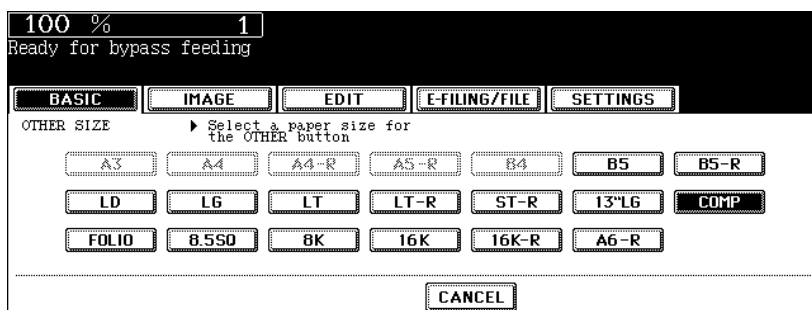 100 % 1
Ready for bypass feeding
BASIC IMAGE EDIT E-FILING/FILE SETTINGS
OTHER SIZE ▶ Select a paper size for
the OTHER button
A3 A4 A4-R A5-R B4 B5 B5-R
LD LG LT LT-R ST-R 13"LG COMP
FOLIO 8.5SQ 8K 16K 16K-R A6-R
CANCEL